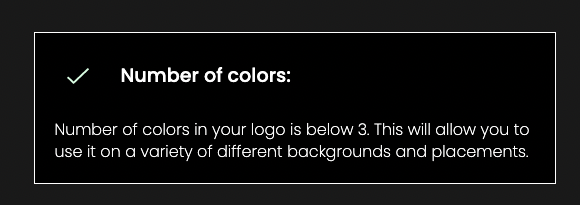 Number of colors:
Number of colors in your logo is below 3. This will allow you to
use it on a variety of different backgrounds and placements.